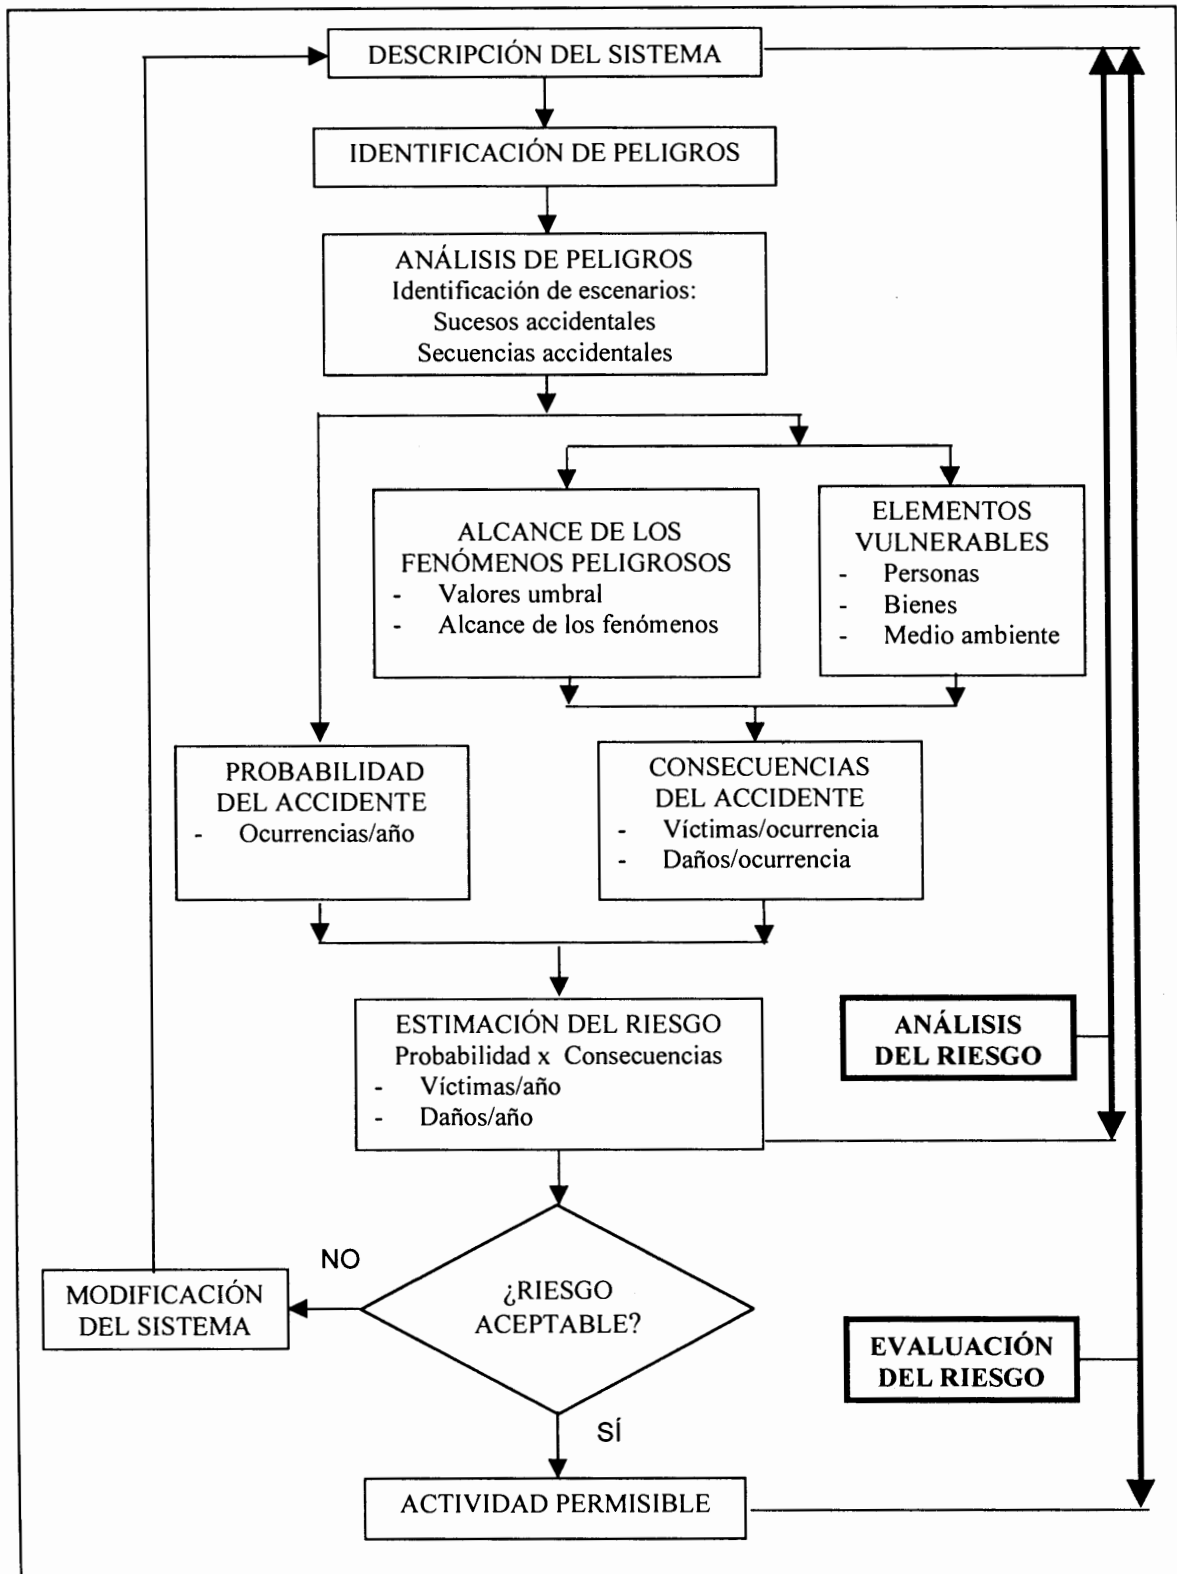 DESCRIPCIÓN DEL SISTEMA
IDENTIFICACIÓN DE PELIGROS
ANÁLISIS DE PELIGROS
Identificación de escenarios:
Sucesos accidentales
Secuencias accidentales
ALCANCE DE LOS
FENÓMENOS PELIGROSOS
- Valores umbral
- Alcance de los fenómenos
ELEMENTOS
VULNERABLES
- Personas
- Bienes
- Medio ambiente
PROBABILIDAD
DEL ACCIDENTE
- Ocurrencias/año
CONSECUENCIAS
DEL ACCIDENTE
- Víctimas/ocurrencia
- Daños/ocurrencia
ESTIMACIÓN DEL RIESGO
Probabilidad x Consecuencias
- Víctimas/año
- Daños/año
ANÁLISIS
DEL RIESGO
NO
MODIFICACIÓN
DEL SISTEMA
¿RIESGO
ACEPTABLE?
EVALUACIÓN
DEL RIESGO
SÍ
ACTIVIDAD PERMISIBLE